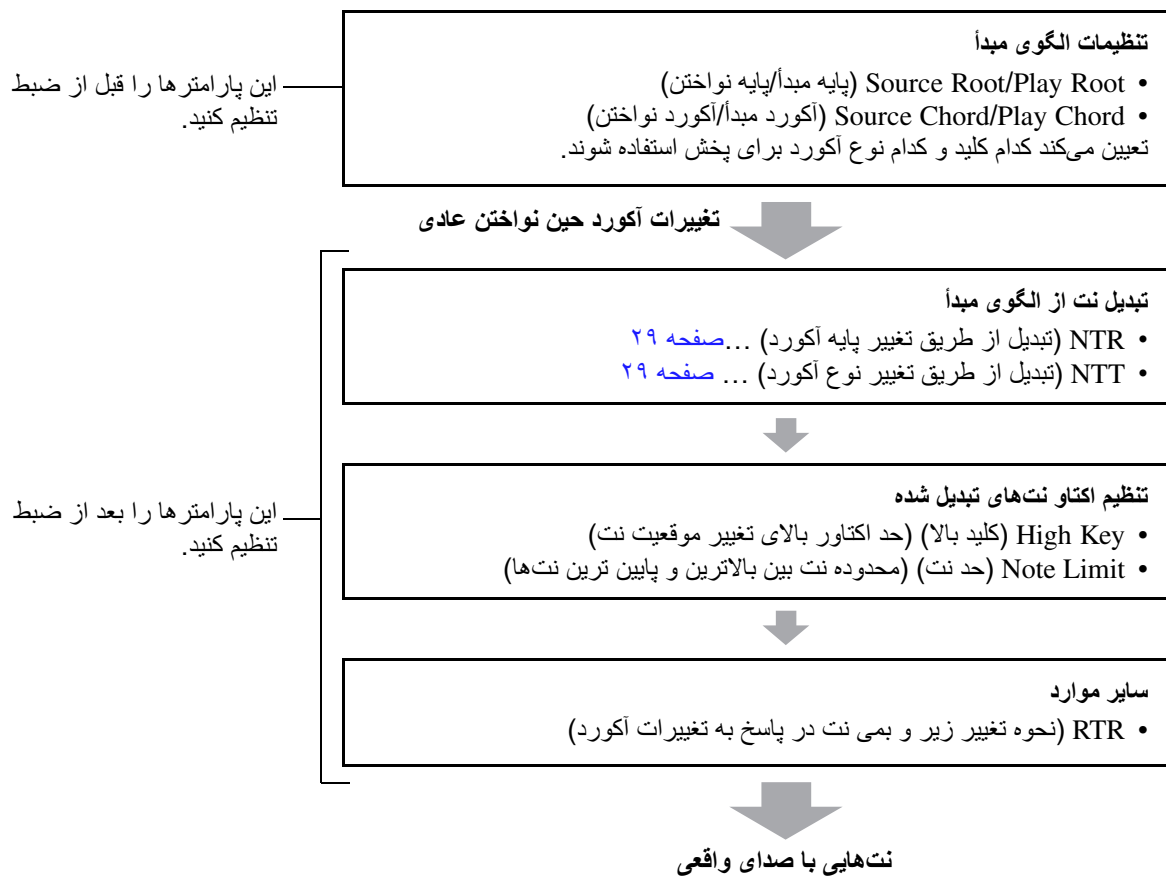 تنظیمات الگوی مبدأ
• Source Root/Play Root (پایه مبدأ/پایه نواختن)
• Source Chord/Play Chord (آکورد مبدأ/آکورد نواختن)
تعیین می‌کند کدام کلید و کدام نوع آکورد برای پخش استفاده شوند.
این پارامترها را قبل از ضبط
تنظیم کنید.
تغییرات آکورد حین نواختن عادی
تبدیل نت از الگوی مبدأ
• NTR (تبدیل از طریق تغییر پایه آکورد) ...صفحه ۲۹
• NTT (تبدیل از طریق تغییر نوع آکورد) ... صفحه ۲۹
تنظیم اکتاو نت‌های تبدیل شده
• High Key (کلید بالا) (حد اکتاور بالای تغییر موقعیت نت)
• Note Limit (حد نت) (محدوده نت بین بالاترین و پایین ترین نت‌ها)
این پارامترها را بعد از ضبط
تنظیم کنید.
سایر موارد
• RTR (نحوه تغییر زیر و بمی نت در پاسخ به تغییرات آکورد)
نت‌هایی با صدای واقعی